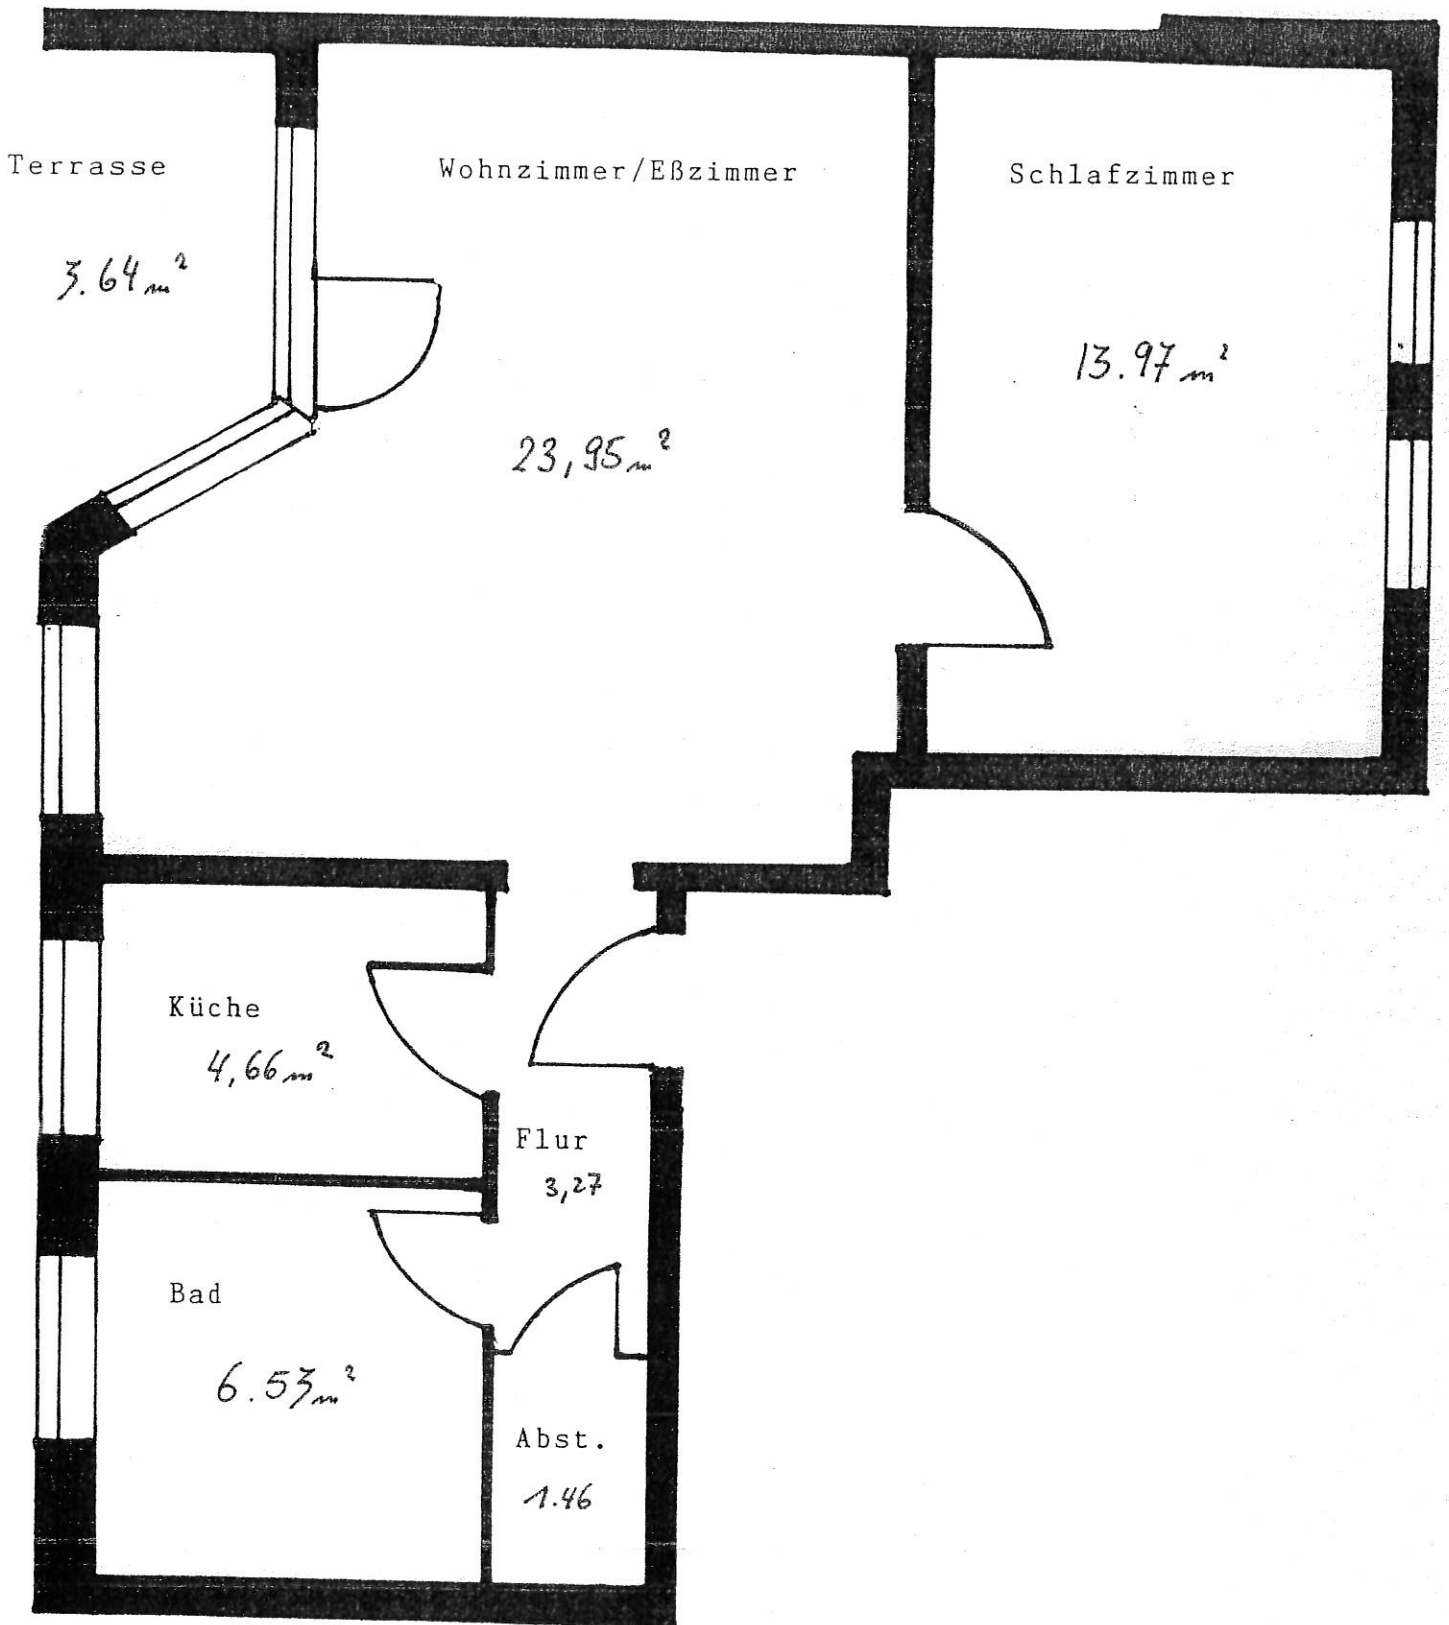 Terrasse
3.64 m²
Wohnzimmer/Eßzimmer
23,95 m²
Schlafzimmer
13.97 m²
Küche
4,66 m²
Flur
3,27
Bad
6.53 m²
Abst.
1.46